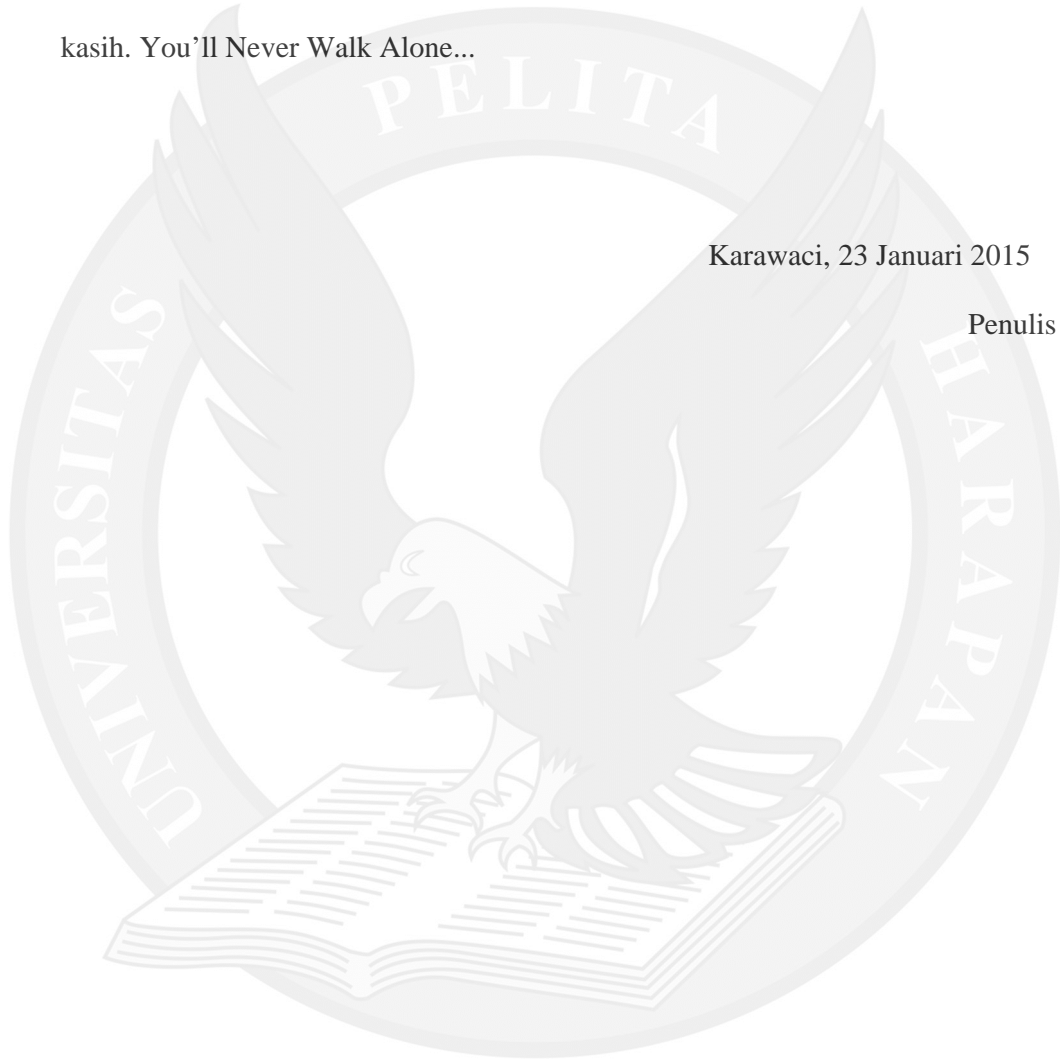 kasih. You’ll Never Walk Alone...
Karawaci, 23 Januari 2015
Penulis
UNIVERSITAS PELITA HARAPAN